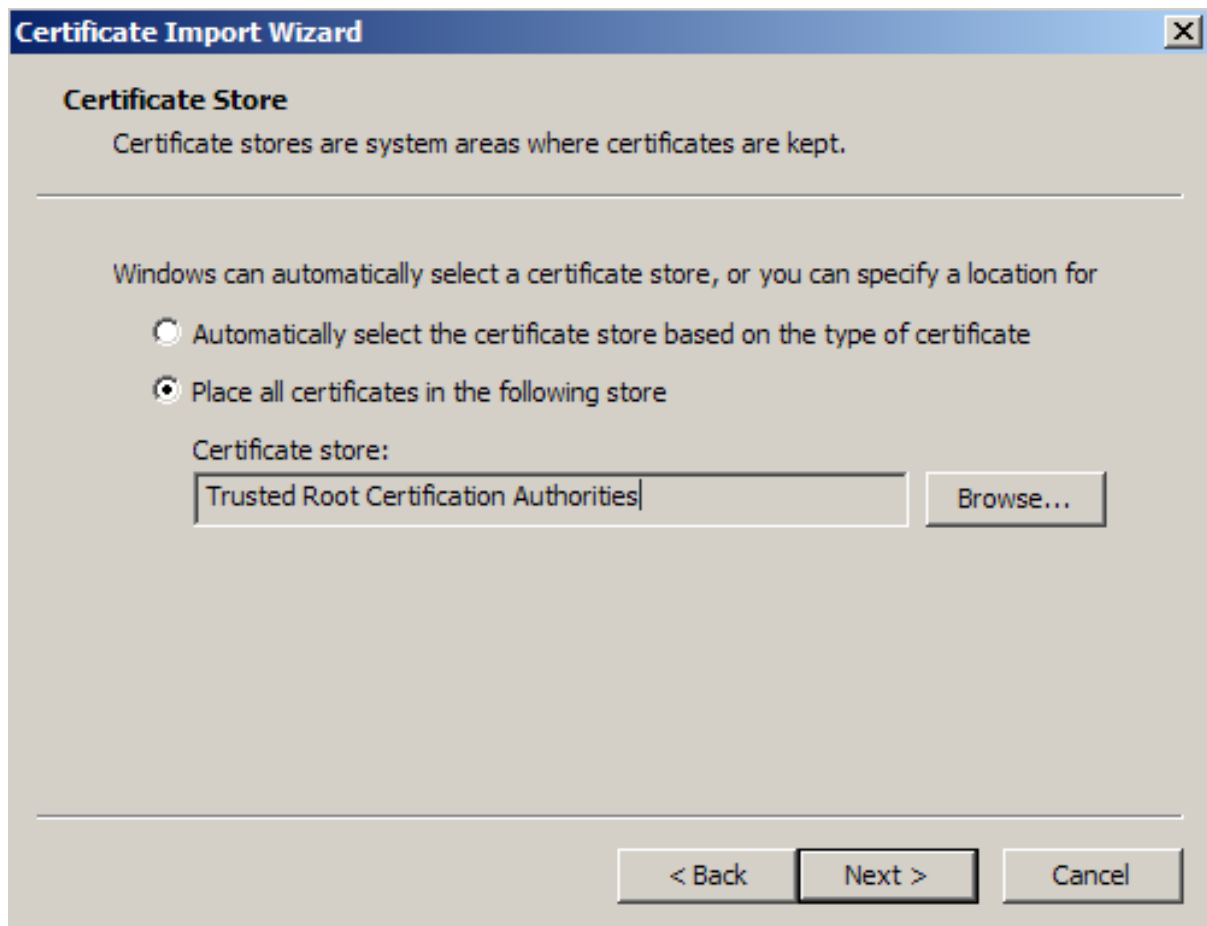 Certificate Import Wizard
Certificate Store
Certificate stores are system areas where certificates are kept.
Windows can automatically select a certificate store, or you can specify a location for
Automatically select the certificate store based on the type of certificate
Place all certificates in the following store
Certificate store:
Trusted Root Certification Authorities
Browse...
< Back
Next >
Cancel